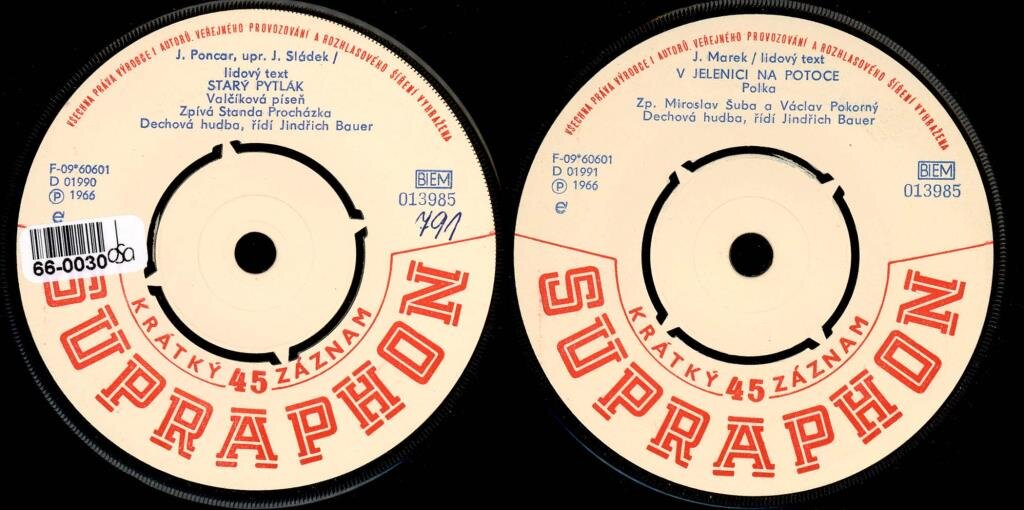 VŠECHNA PRÁVA VÝROBCE I AUTORŮ. VEŘEJNÉHO PROVOZOVÁNÍ A ROZHLASOVÉHO ŠÍŘENÍ VYHRAŽENA
J. Poncar, upr. J. Sládek /
lidový text
STARÝ PYTLÁK
Valčíková píseň
Zpívá Standa Procházka
Dechová hudba, řídí Jindřich Bauer
F-09*60601
D 01990
Ⓟ 1966
e
BIEM
013985
791
66-0030
osa
KRÁTKÝ 45 ZÁZNAM
SUPRAPHON
VŠECHNA PRÁVA VÝROBCE I AUTORŮ. VEŘEJNÉHO PROVOZOVÁNÍ A ROZHLASOVÉHO ŠÍŘENÍ VYHRAŽENA
J. Marek / lidový text
V JELENICI NA POTOCE
Polka
Zp. Miroslav Šuba a Václav Pokorný
Dechová hudba, řídí Jindřich Bauer
F-09*60601
D 01991
Ⓟ 1966
e
BIEM
013985
KRÁTKÝ 45 ZÁZNAM
SUPRAPHON